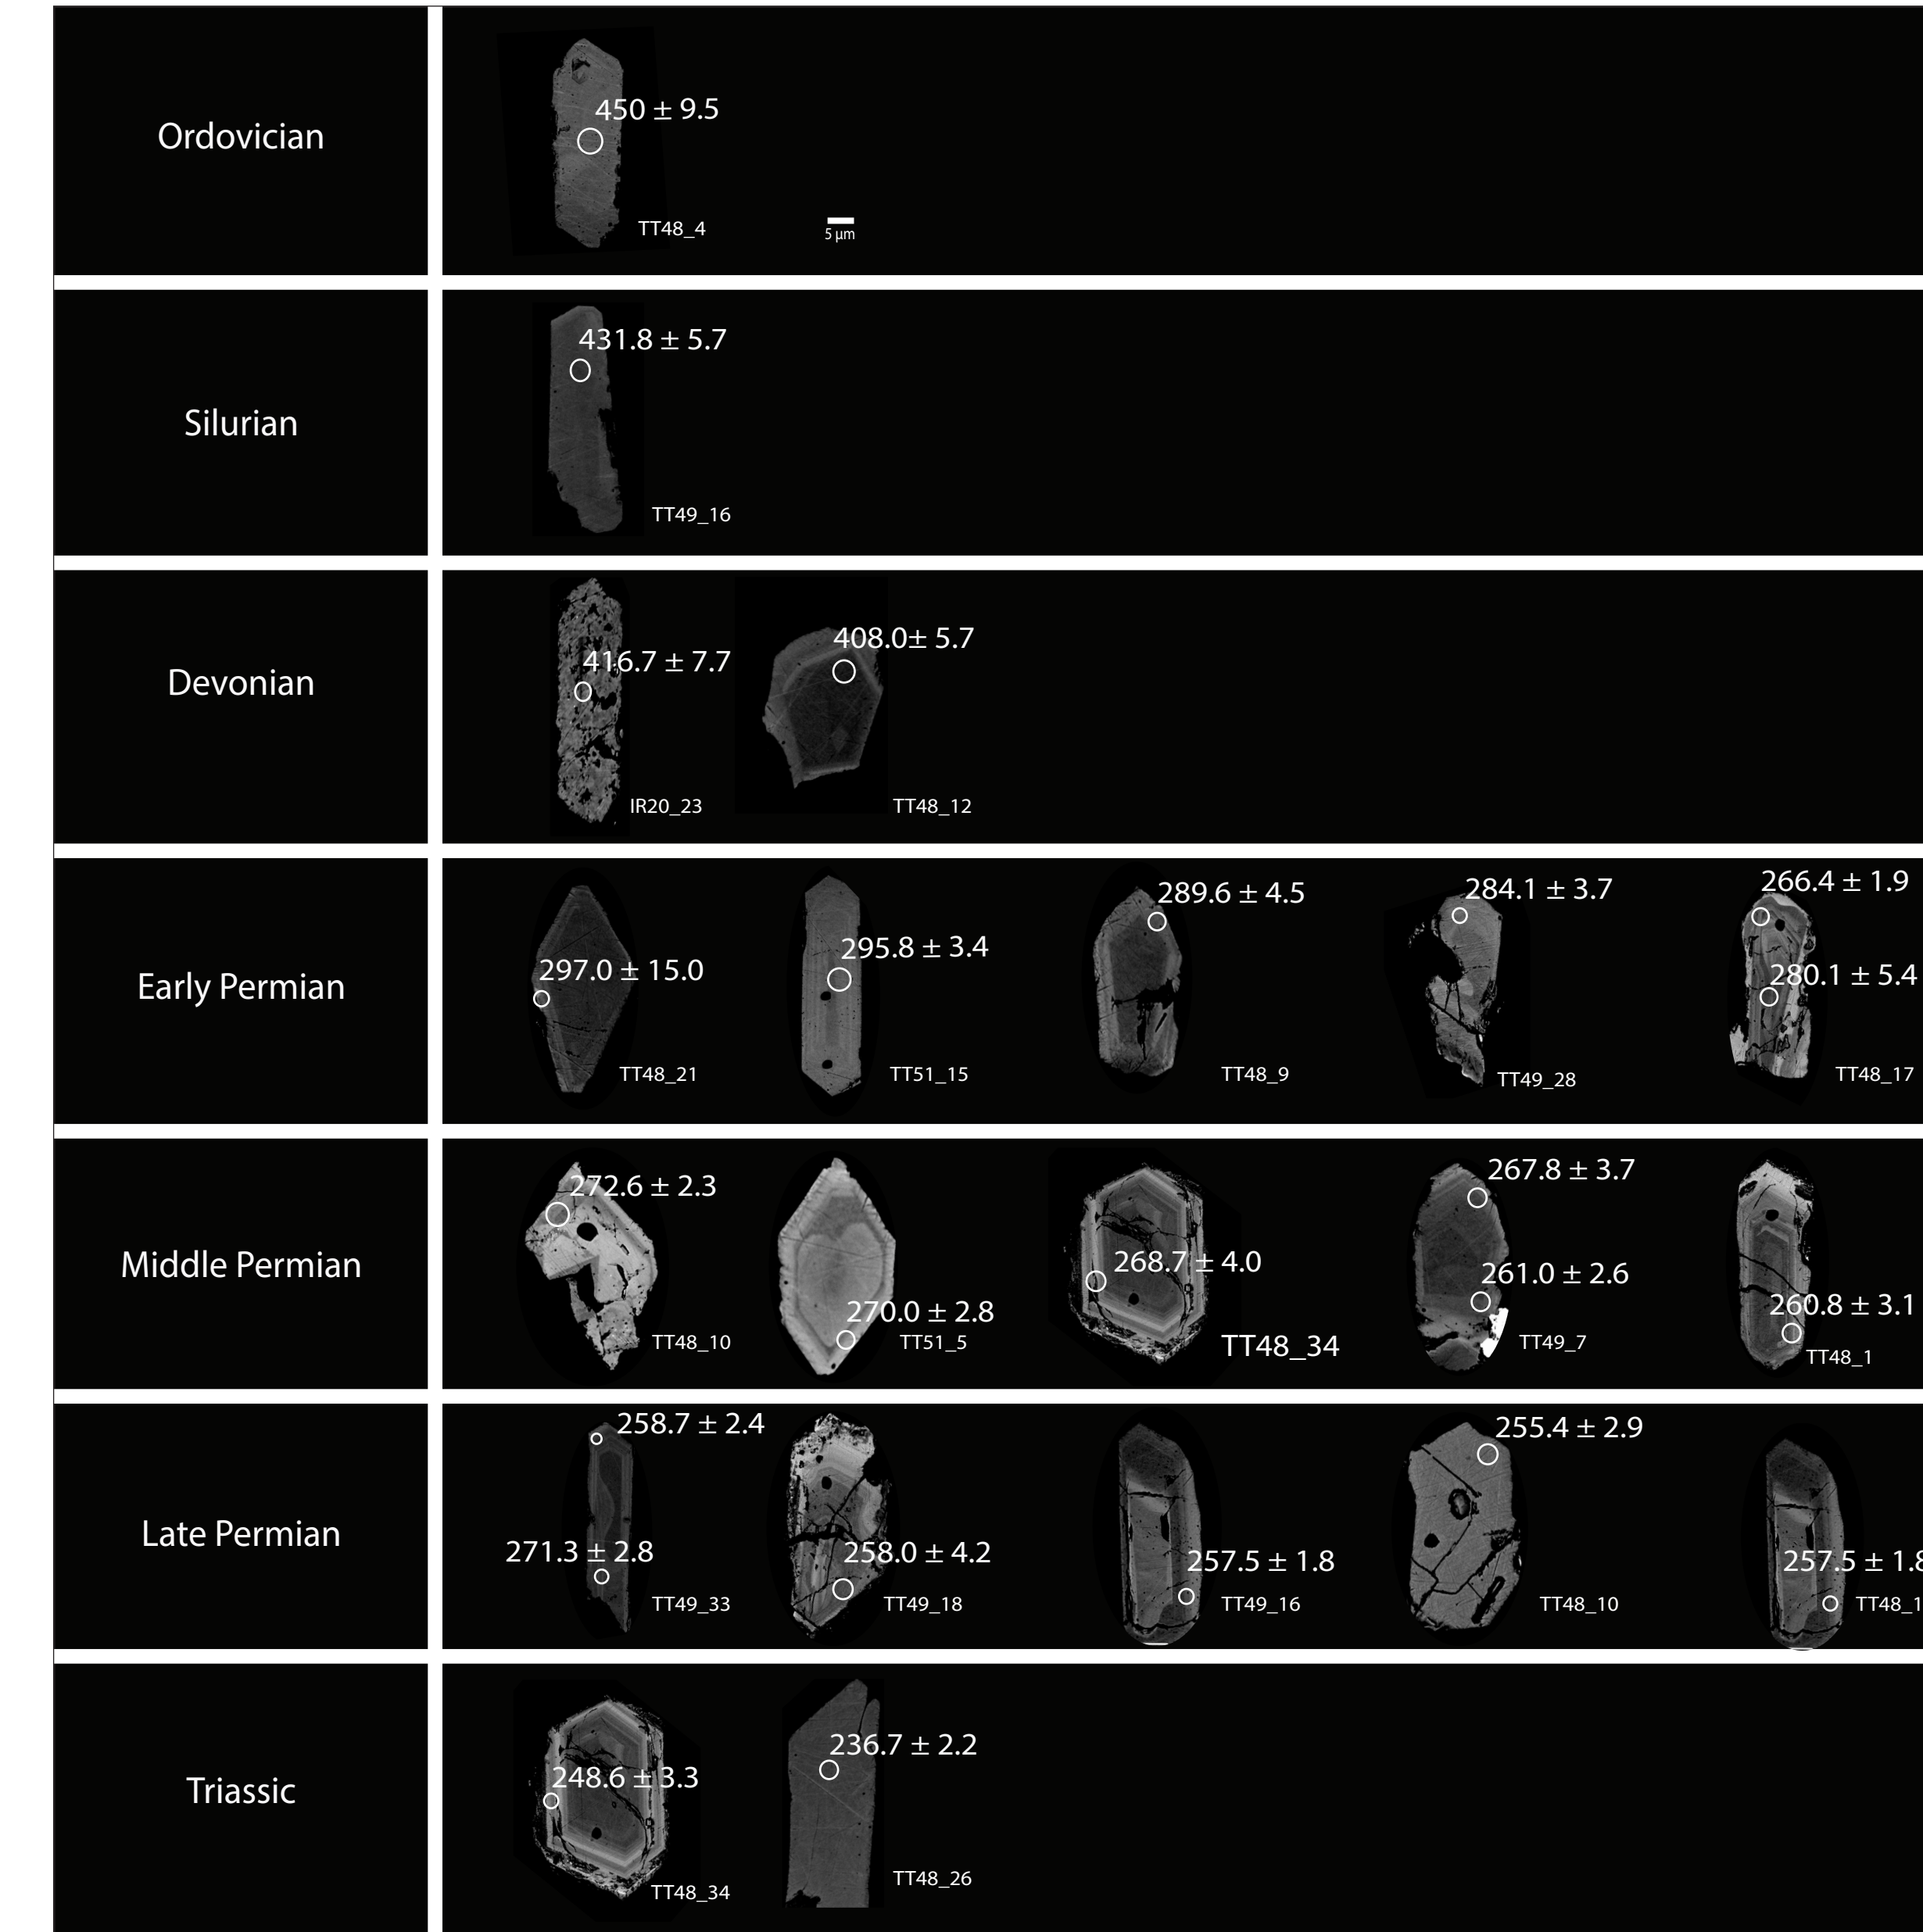 Ordovician
450 ± 9.5
TT48_4
5 µm
Silurian
431.8 ± 5.7
TT49_16
Devonian
416.7 ± 7.7
IR20_23
408.0± 5.7
TT48_12
Early Permian
297.0 ± 15.0
TT48_21
295.8 ± 3.4
TT51_15
289.6 ± 4.5
TT48_9
284.1 ± 3.7
TT49_28
266.4 ± 1.9
280.1 ± 5.4
TT48_17
Middle Permian
272.6 ± 2.3
TT48_10
270.0 ± 2.8
TT51_5
268.7 ± 4.0
TT48_34
267.8 ± 3.7
261.0 ± 2.6
TT49_7
260.8 ± 3.1
TT48_1
Late Permian
258.7 ± 2.4
271.3 ± 2.8
TT49_33
258.0 ± 4.2
TT49_18
257.5 ± 1.8
TT49_16
255.4 ± 2.9
TT48_10
257.5 ± 1.8
TT48_1
Triassic
248.6 ± 3.3
TT48_34
236.7 ± 2.2
TT48_26